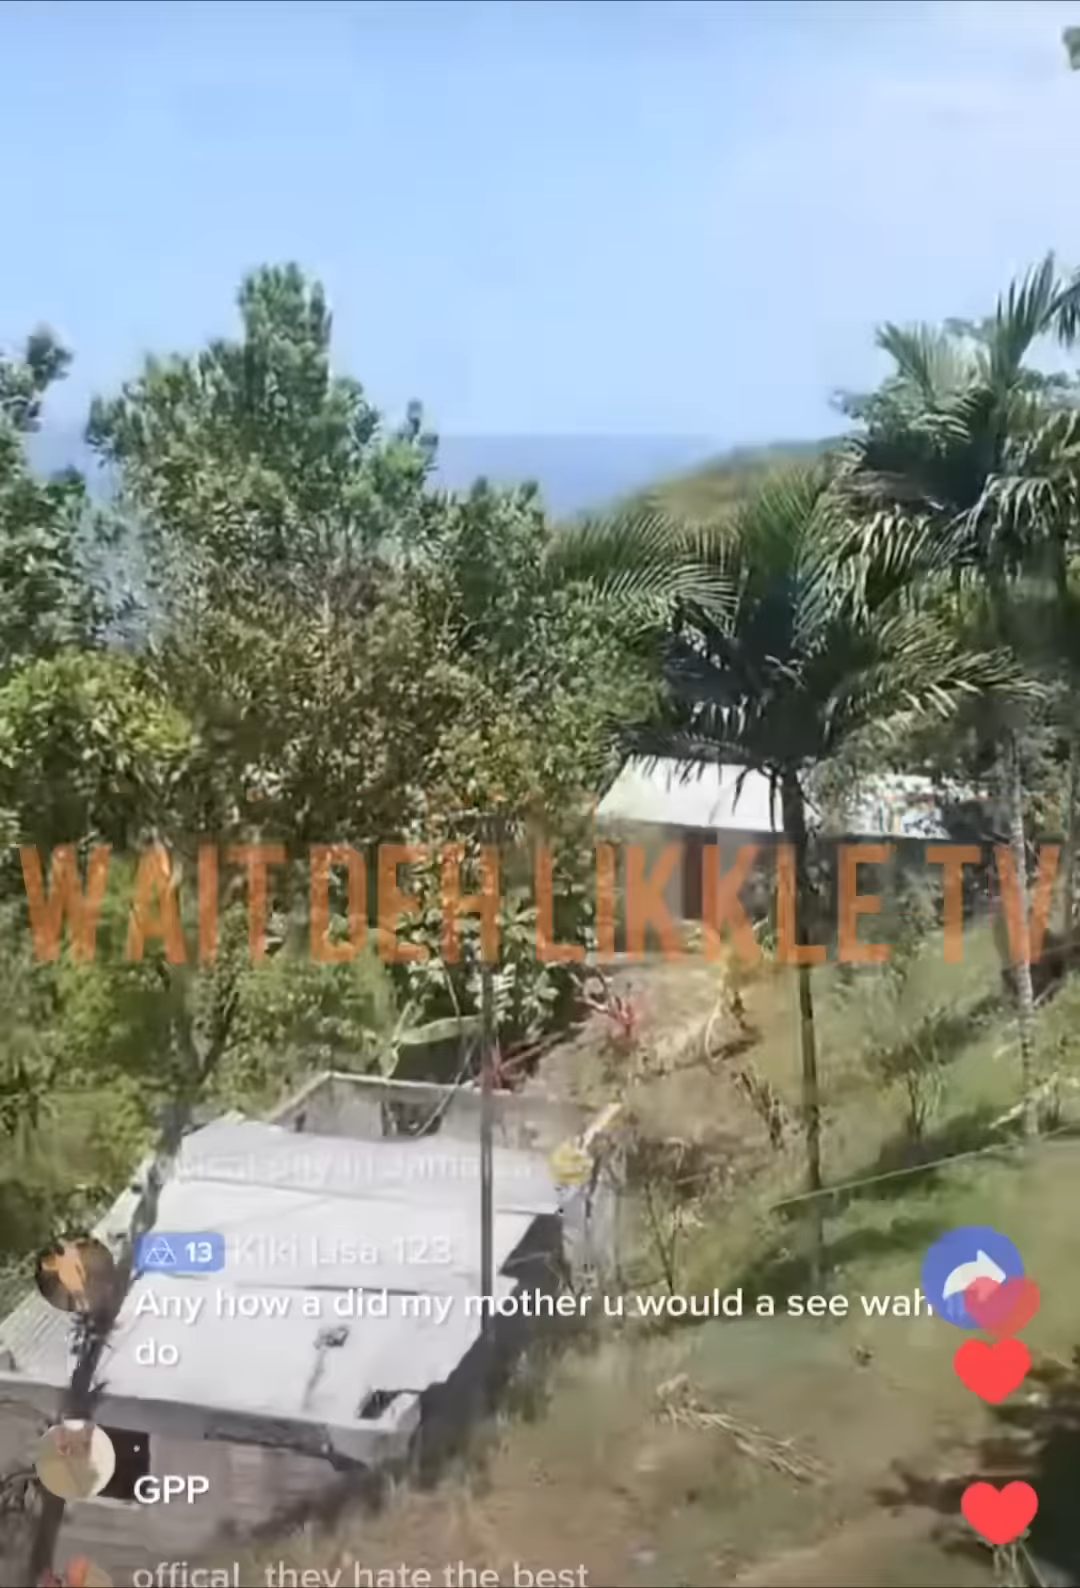 WAIT DEH LIKKLE TV
13 Kiki Lisa 123
Any how a did my mother u would a see wah
do
GPP
offical they hate the best